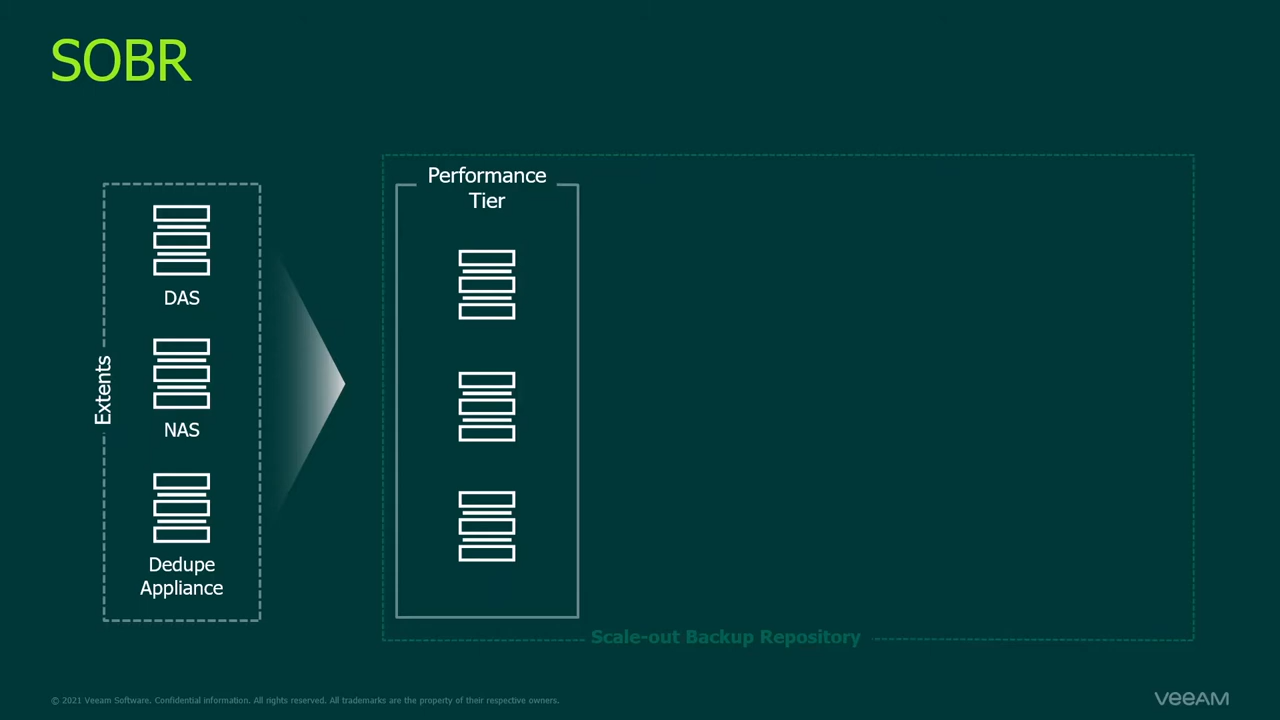 SOBR
Extents
DAS
NAS
Dedupe
Appliance
Performance
Tier
Scale-out Backup Repository
© 2021 Veeam Software. Confidential information. All rights reserved. All trademarks are the property of their respective owners.
VEEAM